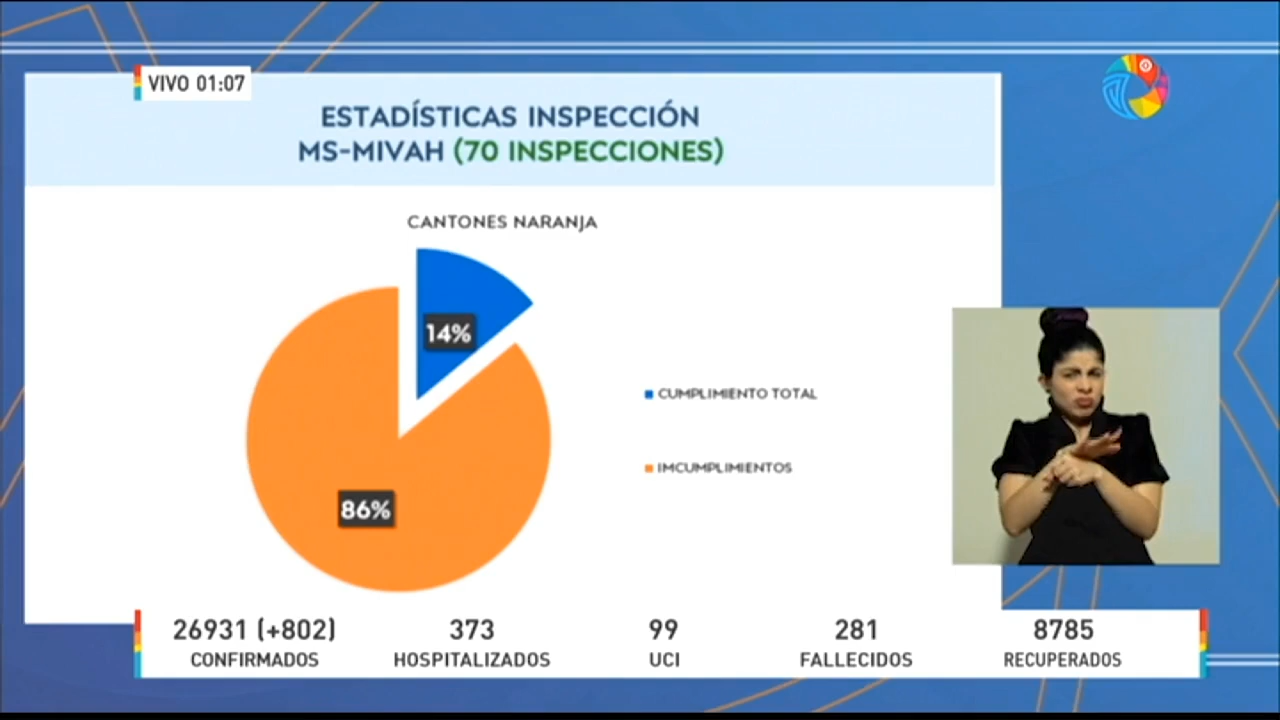 VIVO 01:07
ESTADÍSTICAS INSPECCIÓN
MS-MIVAH (70 INSPECCIONES)
CANTONES NARANJA
14%
86%
CUMPLIMIENTO TOTAL
IMCUMPLIMIENTOS
26931 (+802) 373 99 281 8785
CONFIRMADOS HOSPITALIZADOS UCI FALLECIDOS RECUPERADOS